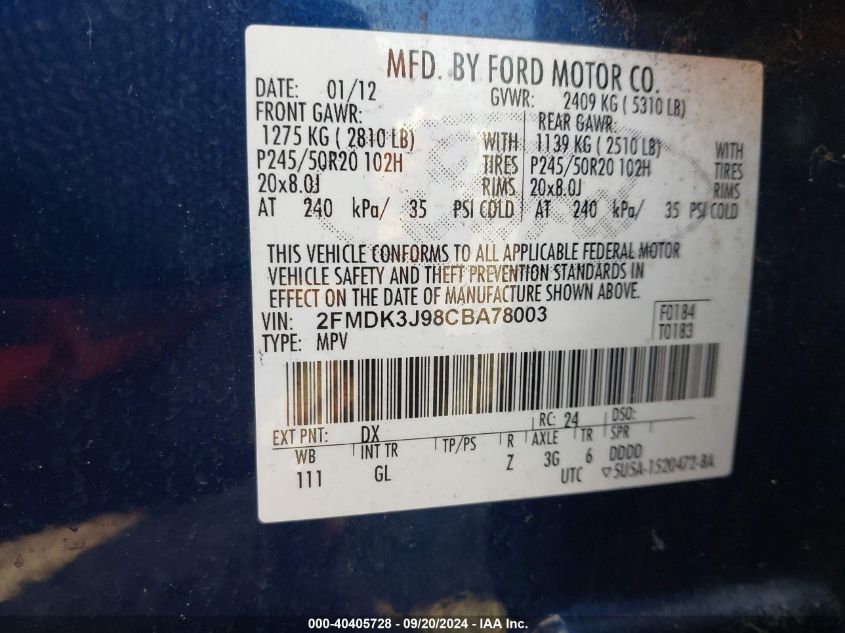 MFD. BY FORD MOTOR CO.
DATE: 01/12 GVWR: 2409 KG ( 5310 LB)
FRONT GAWR: REAR GAWR:
1275 KG ( 2810 LB) WITH 1139 KG ( 2510 LB) WITH
P245/50R20 102H TIRES P245/50R20 102H TIRES
20x8.0J RIMS 20x8.0J RIMS
AT 240 kPa/ 35 PSI COLD AT 240 kPa/ 35 PSI COLD
THIS VEHICLE CONFORMS TO ALL APPLICABLE FEDERAL MOTOR
VEHICLE SAFETY AND THEFT PREVENTION STANDARDS IN
EFFECT ON THE DATE OF MANUFACTURE SHOWN ABOVE.
VIN: 2FMDK3J98CBA78003 F0184
TYPE: MPV T0183
EXT PNT: DX RC: 24 DSO:
WB INT TR TP/PS R AXLE TR SPR
111 GL Z 3G 6 DDDD
UTC ▽5U5A-1520472-BA
000-40405728 - 09/20/2024 - IAA Inc.